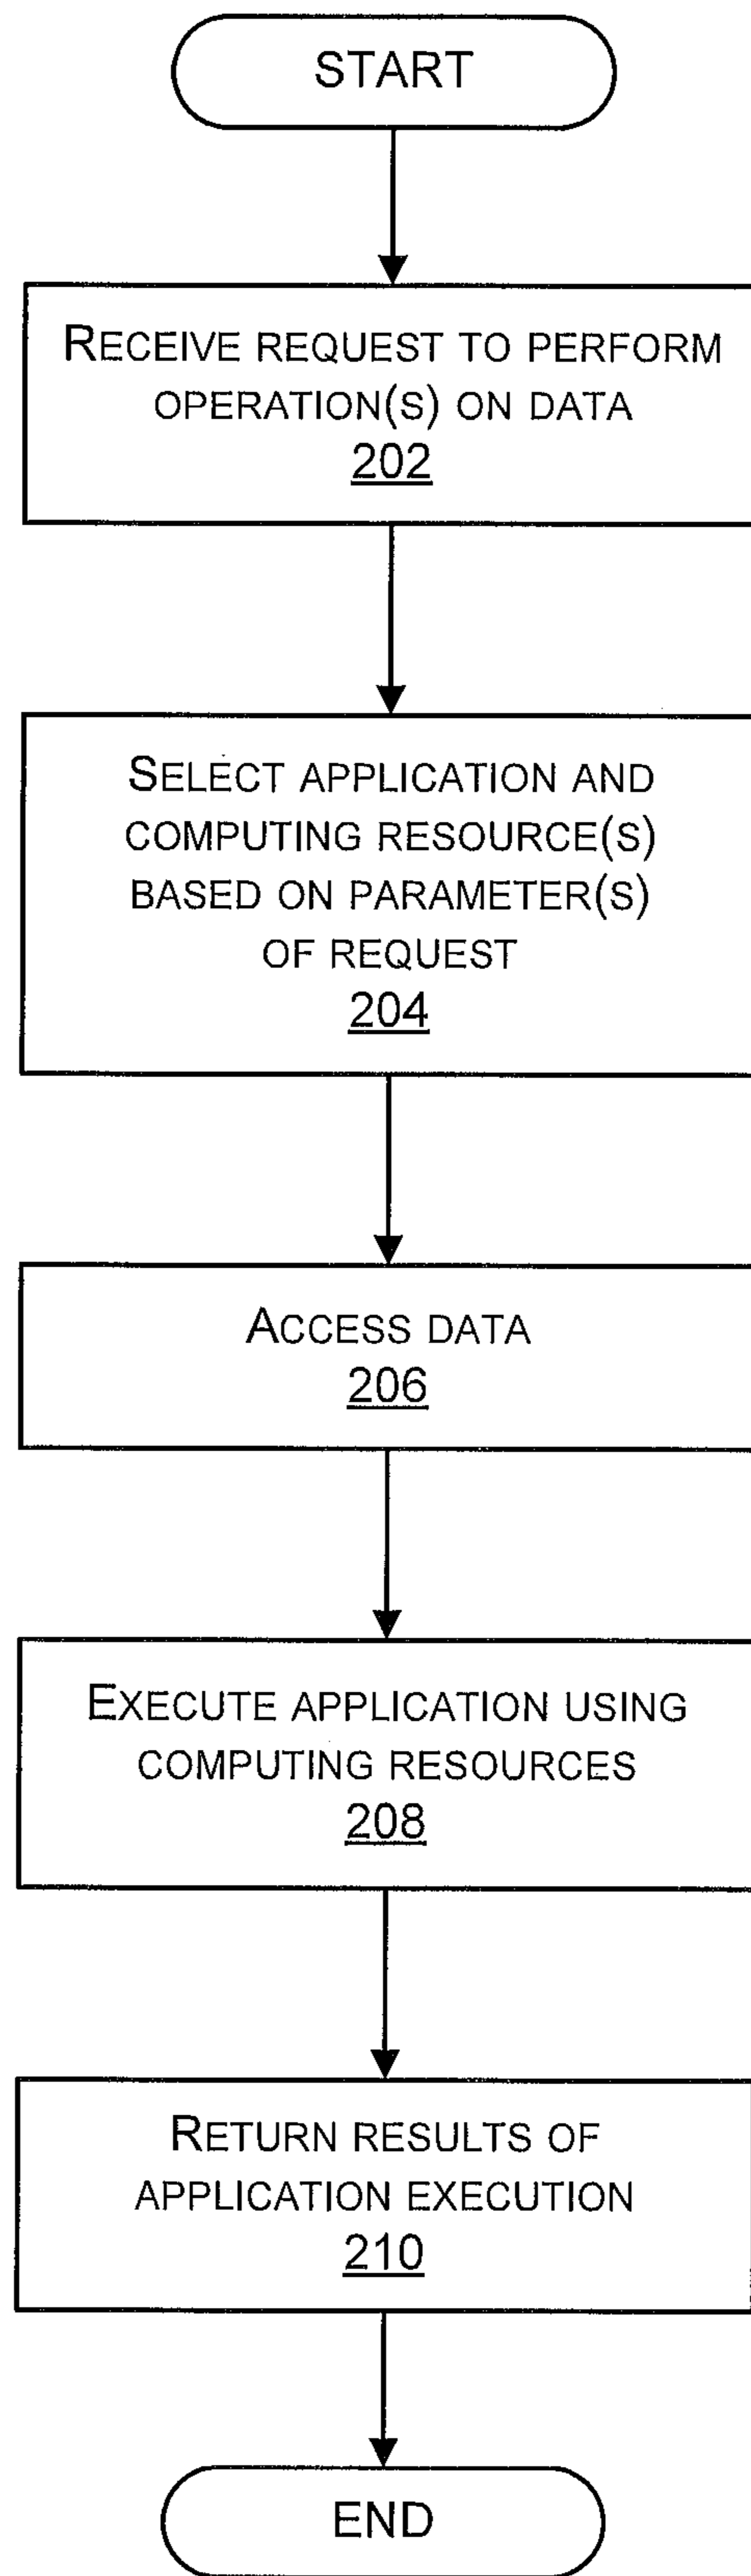 START
RECEIVE REQUEST TO PERFORM
OPERATION(S) ON DATA
202
SELECT APPLICATION AND
COMPUTING RESOURCE(S)
BASED ON PARAMETER(S)
OF REQUEST
204
ACCESS DATA
206
EXECUTE APPLICATION USING
COMPUTING RESOURCES
208
RETURN RESULTS OF
APPLICATION EXECUTION
210
END